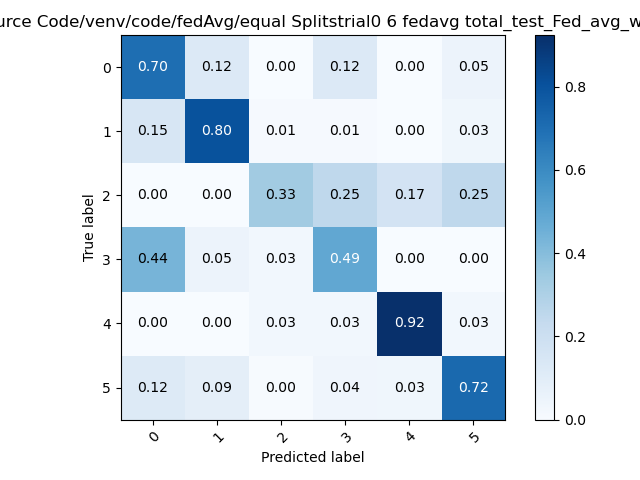 urce Code/venv/code/fedAvg/equal Splitstrial0 6 fedavg total_test_Fed_avg_w
0 0.70 0.12 0.00 0.12 0.00 0.05
1 0.15 0.80 0.01 0.01 0.00 0.03
2 0.00 0.00 0.33 0.25 0.17 0.25
3 0.44 0.05 0.03 0.49 0.00 0.00
4 0.00 0.00 0.03 0.03 0.92 0.03
5 0.12 0.09 0.00 0.04 0.03 0.72
0 1 2 3 4 5
True label
Predicted label
0.8
0.6
0.4
0.2
0.0